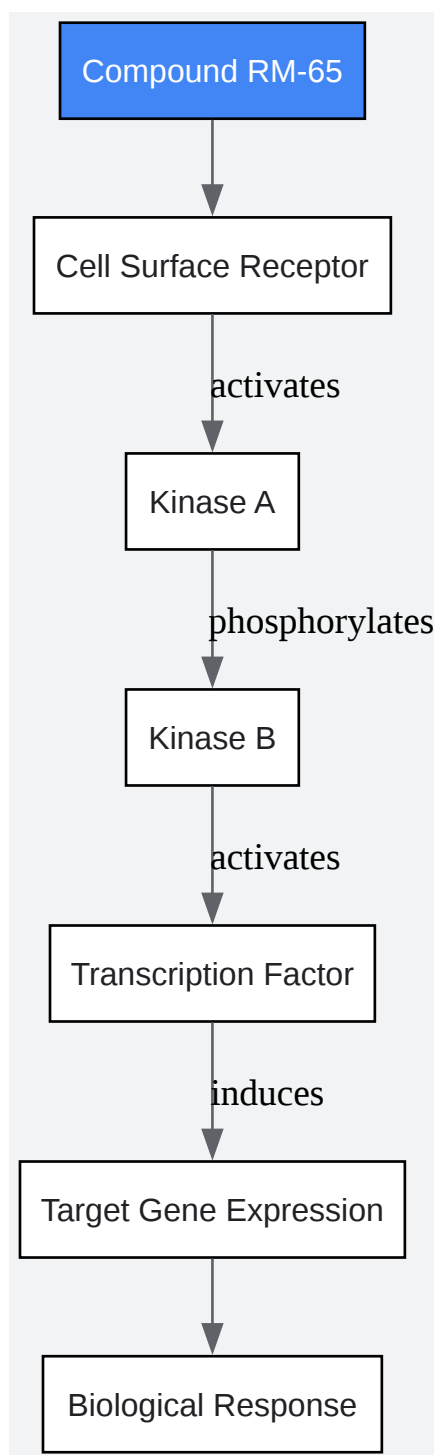 Compound RM-65
Cell Surface Receptor
activates
Kinase A
phosphorylates
Kinase B
activates
Transcription Factor
induces
Target Gene Expression
Biological Response